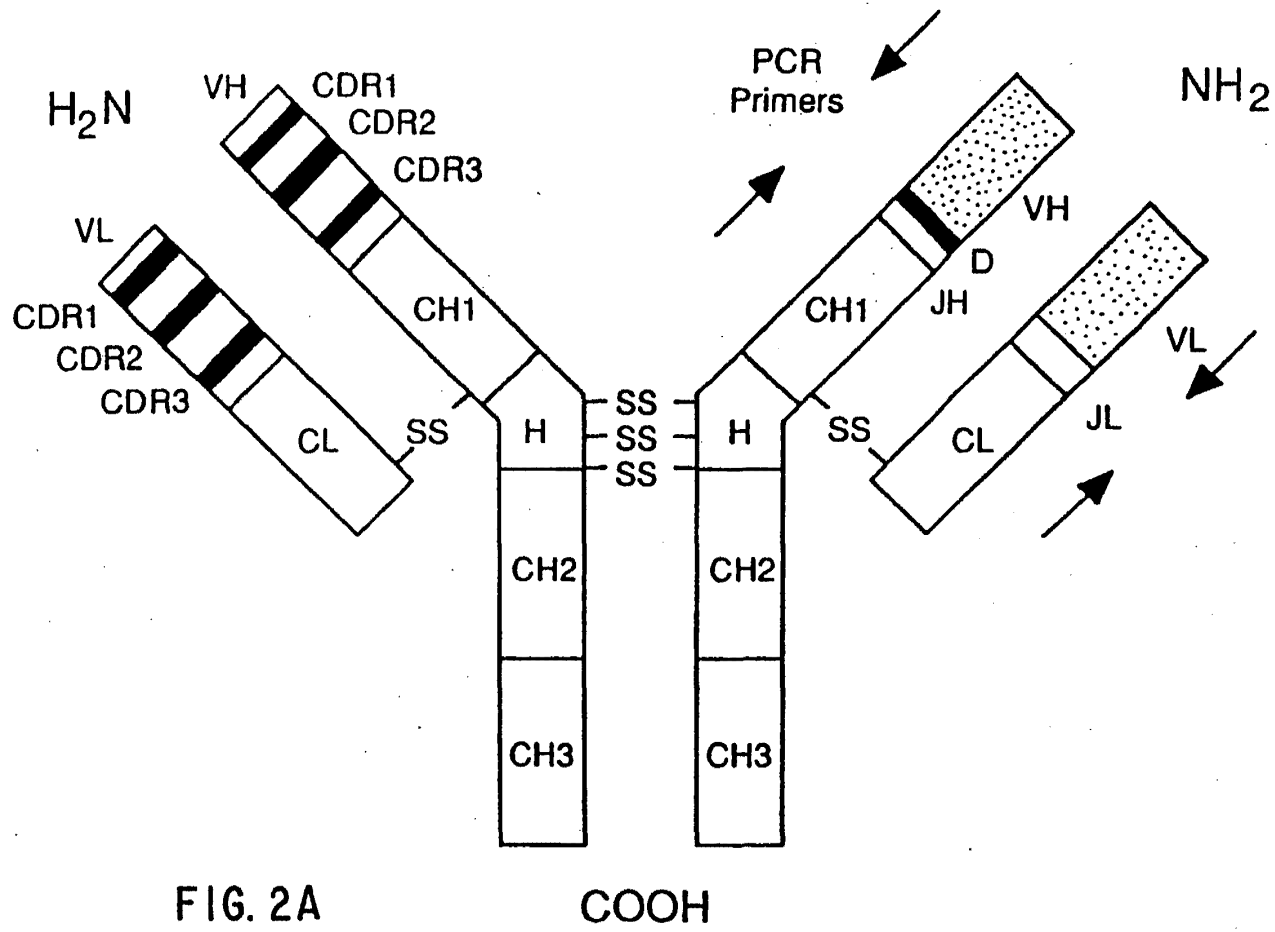 H2N
VH
CDR1
CDR2
CDR3
VL
CDR1
CDR2
CDR3
CH1
CL
SS
H
CH2
CH3
SS
SS
SS
PCR
Primers
NH2
VH
D
JH
CH1
VL
JL
CL
SS
H
CH2
CH3
FIG. 2A
COOH